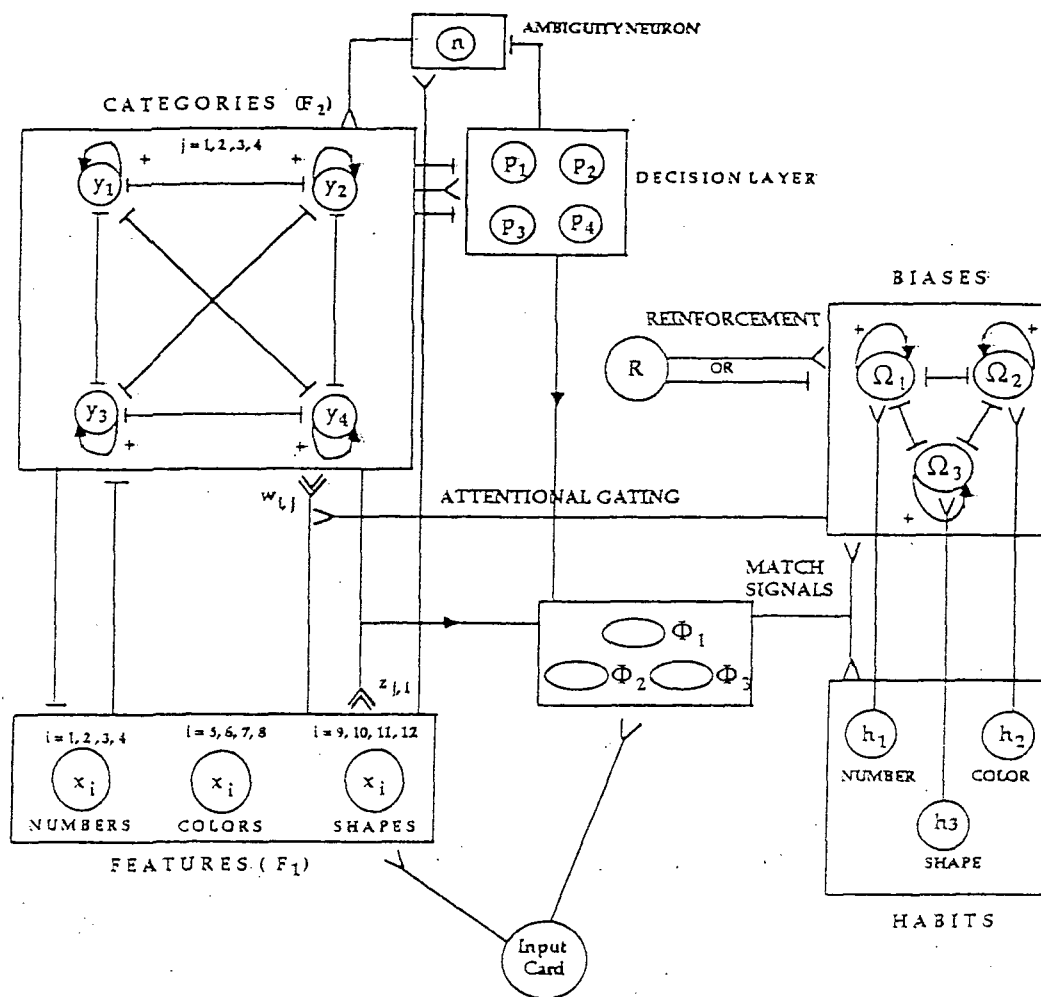 AMBIGUITY NEURON
n
CATEGORIES (F2)
j = 1, 2, 3, 4
+ +
y1 y2
y3 y4
+ +
p1 p2
p3 p4
DECISION LAYER
BIASES
REINFORCEMENT
R
OR
+ +
Ω1 Ω2
Ω3
+
wi,j
ATTENTIONAL GATING
MATCH
SIGNALS
Φ1
Φ2 Φ3
zj,i
i = 1, 2, 3, 4 i = 5, 6, 7, 8 i = 9, 10, 11, 12
xi xi xi
NUMBERS COLORS SHAPES
FEATURES (F1)
h1 h2
NUMBER COLOR
h3
SHAPE
HABITS
Input
Card